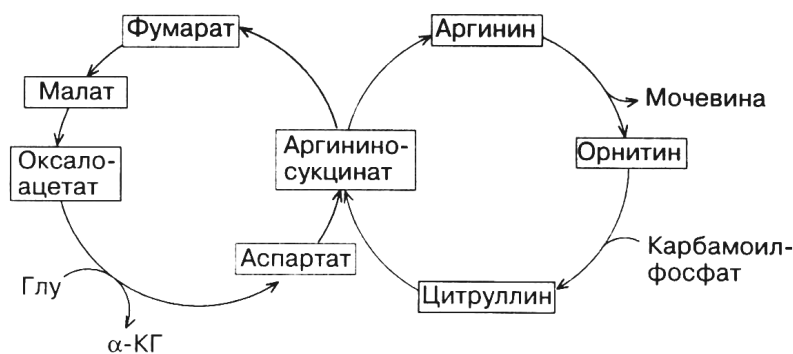 Фумарат
Аргинин
Малат
Мочевина
Аргинино-
сукцинат
Орнитин
Оксало-
ацетат
Аспартат
Карбамоил-
фосфат
Глу
Цитруллин
α-КГ